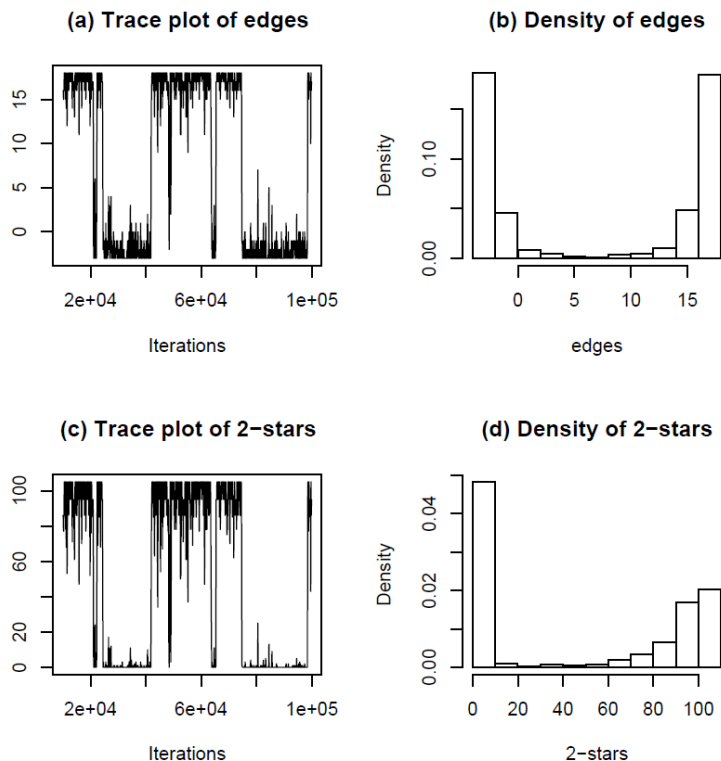 (a) Trace plot of edges
15
10
5
0
2e+04 6e+04 1e+05
Iterations
(b) Density of edges
Density
0.10
0.00
0 5 10 15
edges
(c) Trace plot of 2−stars
100
60
20
0
2e+04 6e+04 1e+05
Iterations
(d) Density of 2−stars
Density
0.04
0.02
0.00
0 20 40 60 80 100
2−stars